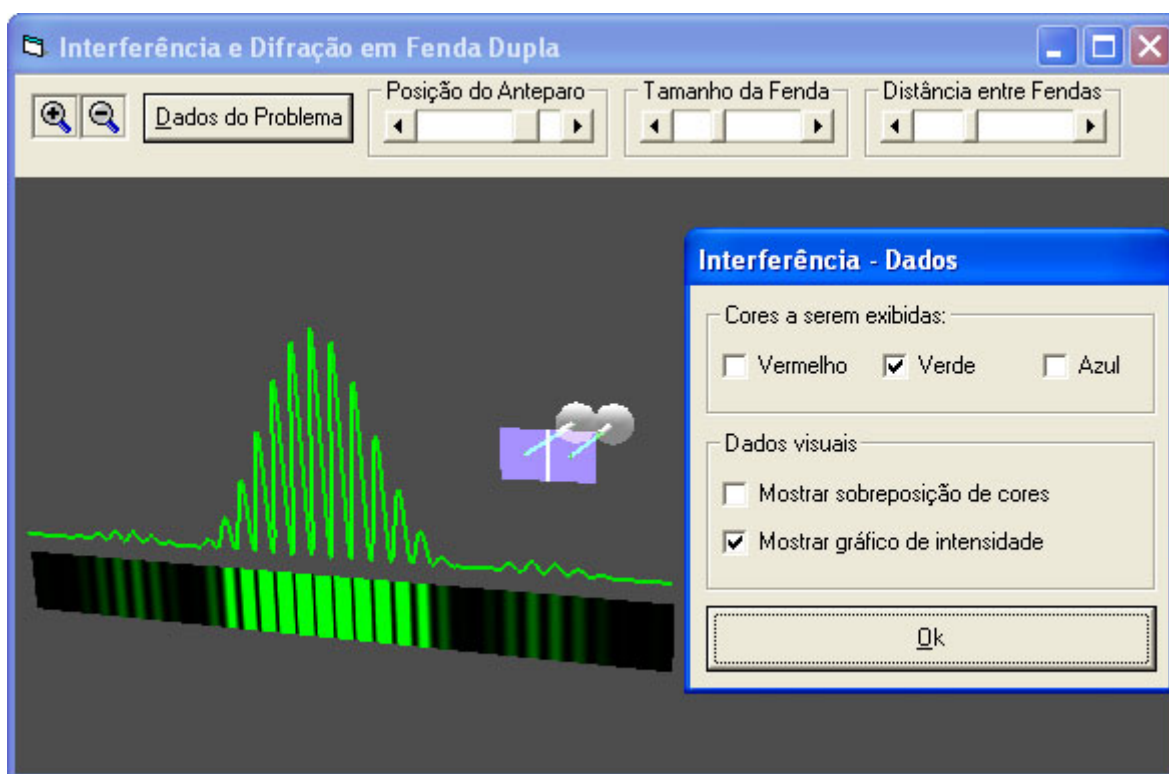 Interferência e Difração em Fenda Dupla
Dados do Problema
Posição do Anteparo
Tamanho da Fenda
Distância entre Fendas
Interferência - Dados
Cores a serem exibidas:
Vermelho Verde Azul
Dados visuais
Mostrar sobreposição de cores
Mostrar gráfico de intensidade
Ok